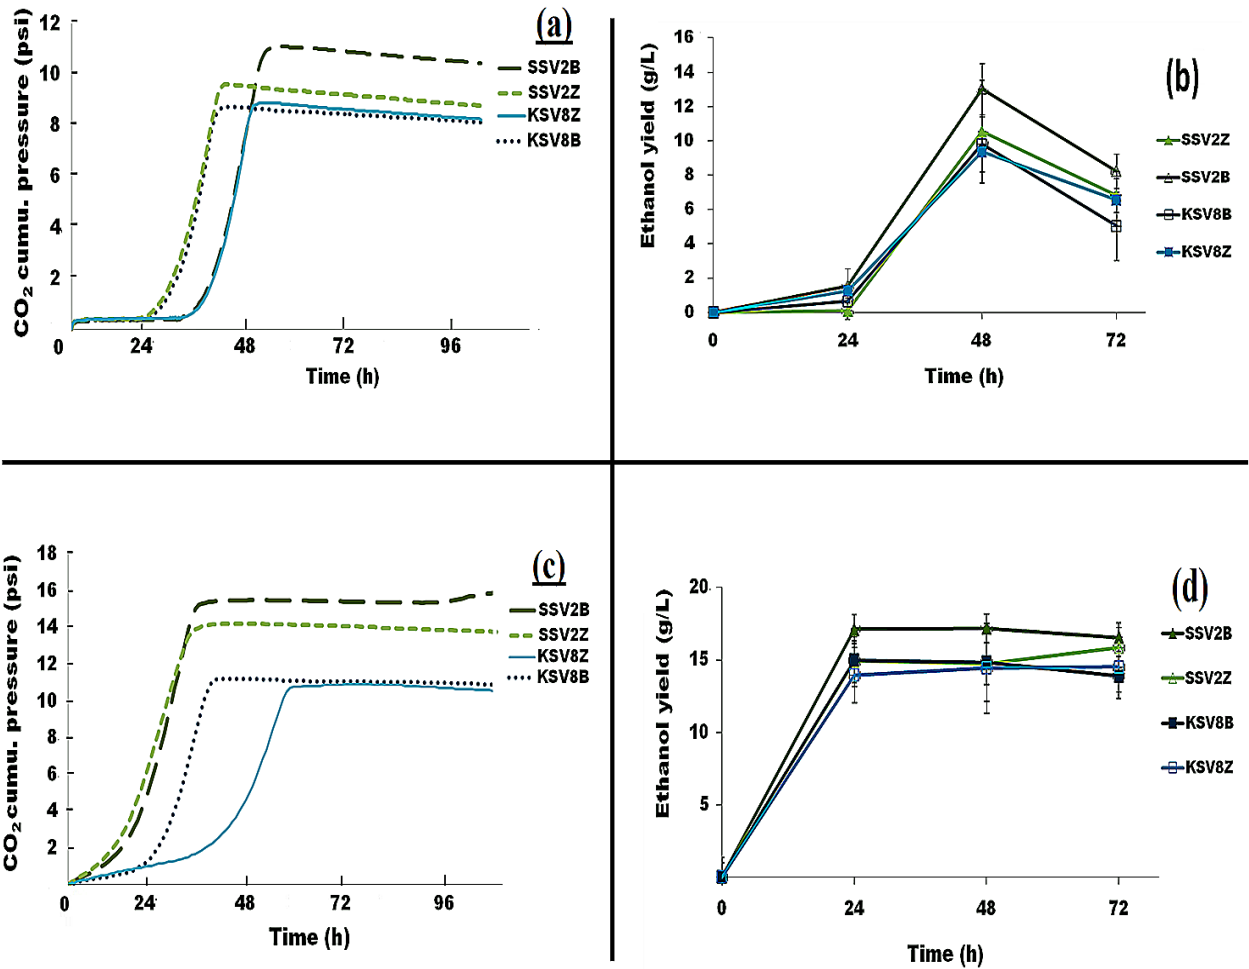 (a)
CO2 cumu. pressure (psi)
12
10
8
6
4
2
0
24
48
72
96
Time (h)
SSV2B
SSV2Z
KSV8Z
KSV8B
(b)
Ethanol yield (g/L)
16
14
12
10
8
6
4
2
0
0
24
48
72
Time (h)
SSV2Z
SSV2B
KSV8B
KSV8Z
(c)
CO2 cumu. pressure (psi)
18
16
14
12
10
8
6
4
2
0
24
48
72
96
Time (h)
SSV2B
SSV2Z
KSV8Z
KSV8B
(d)
Ethanol yield (g/L)
20
15
10
5
0
24
48
72
Time (h)
SSV2B
SSV2Z
KSV8B
KSV8Z